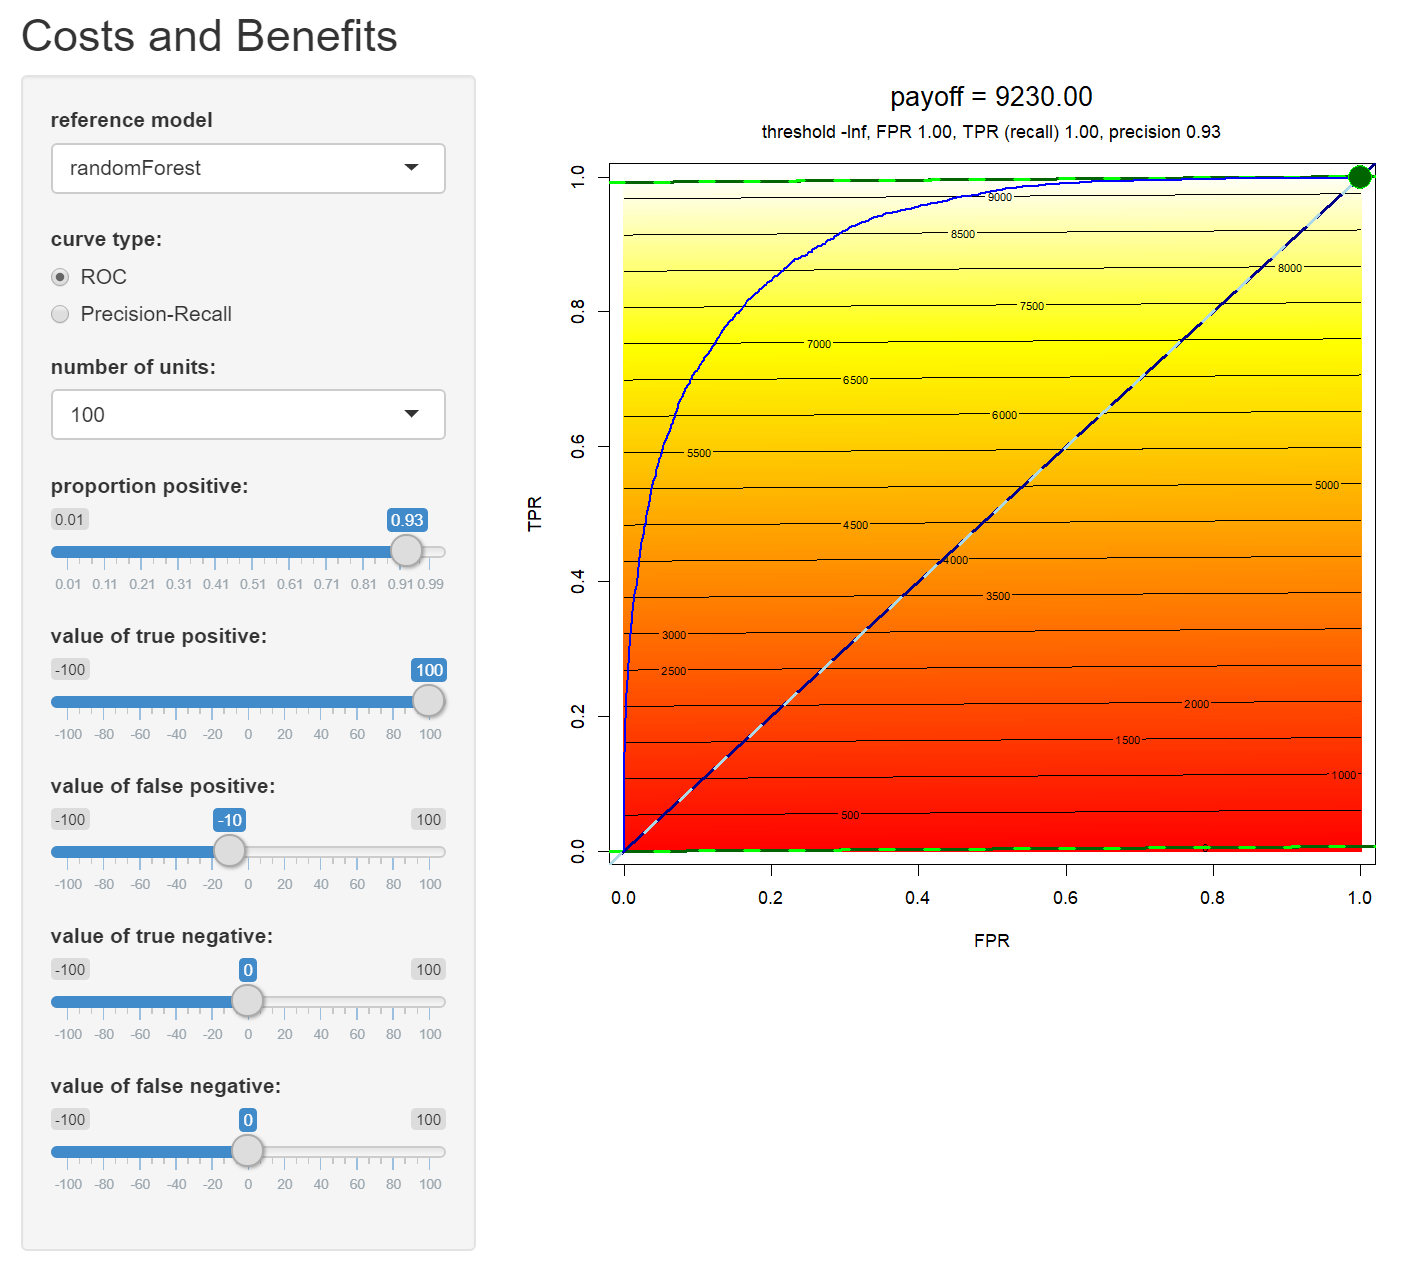 Costs and Benefits
reference model
randomForest
curve type:
ROC
Precision-Recall
number of units:
100
proportion positive:
0.01 0.93
0.01 0.11 0.21 0.31 0.41 0.51 0.61 0.71 0.81 0.91 0.99
value of true positive:
-100 100
-100 -80 -60 -40 -20 0 20 40 60 80 100
value of false positive:
-100 -10 100
-100 -80 -60 -40 -20 0 20 40 60 80 100
value of true negative:
-100 0 100
-100 -80 -60 -40 -20 0 20 40 60 80 100
value of false negative:
-100 0 100
-100 -80 -60 -40 -20 0 20 40 60 80 100
payoff = 9230.00
threshold -Inf, FPR 1.00, TPR (recall) 1.00, precision 0.93
1.0
0.8
0.6
0.4
0.2
0.0
TPR
9000
8500
8000
7500
7000
6500
6000
5500
5000
4500
4000
3500
3000
2500
2000
1500
1000
500
0.0 0.2 0.4 0.6 0.8 1.0
FPR